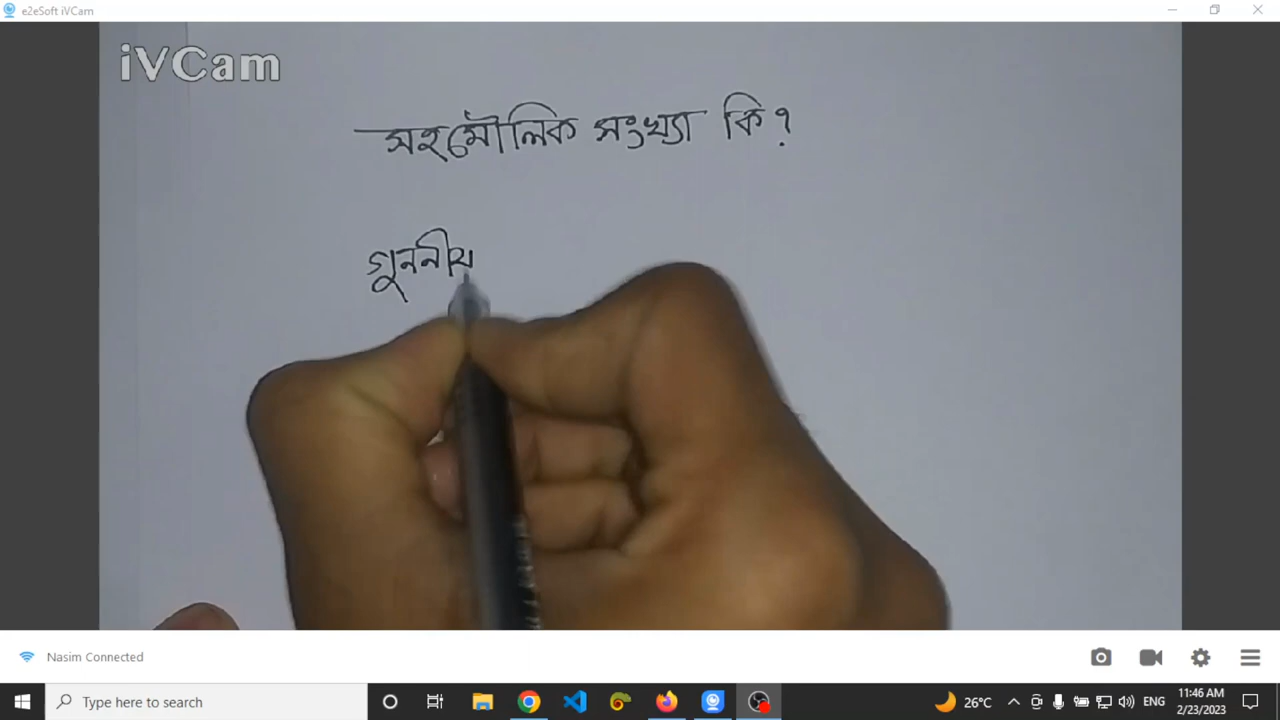 e2eSoft iVCam
iVCam
সহমৌলিক সংখ্যা কি?
গুননীয
Nasim Connected
Type here to search
26°C
ENG
11:46 AM
2/23/2023